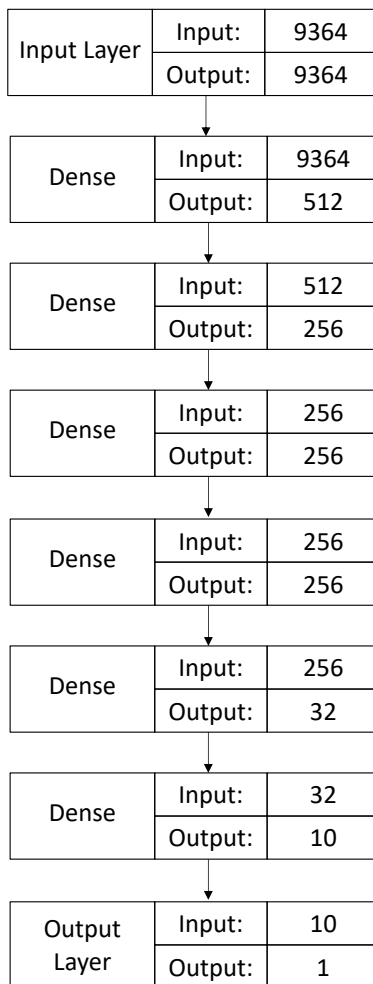 Input Layer Input: 9364
Output: 9364
Dense Input: 9364
Output: 512
Dense Input: 512
Output: 256
Dense Input: 256
Output: 256
Dense Input: 256
Output: 256
Dense Input: 256
Output: 32
Dense Input: 32
Output: 10
Output Layer Input: 10
Output: 1